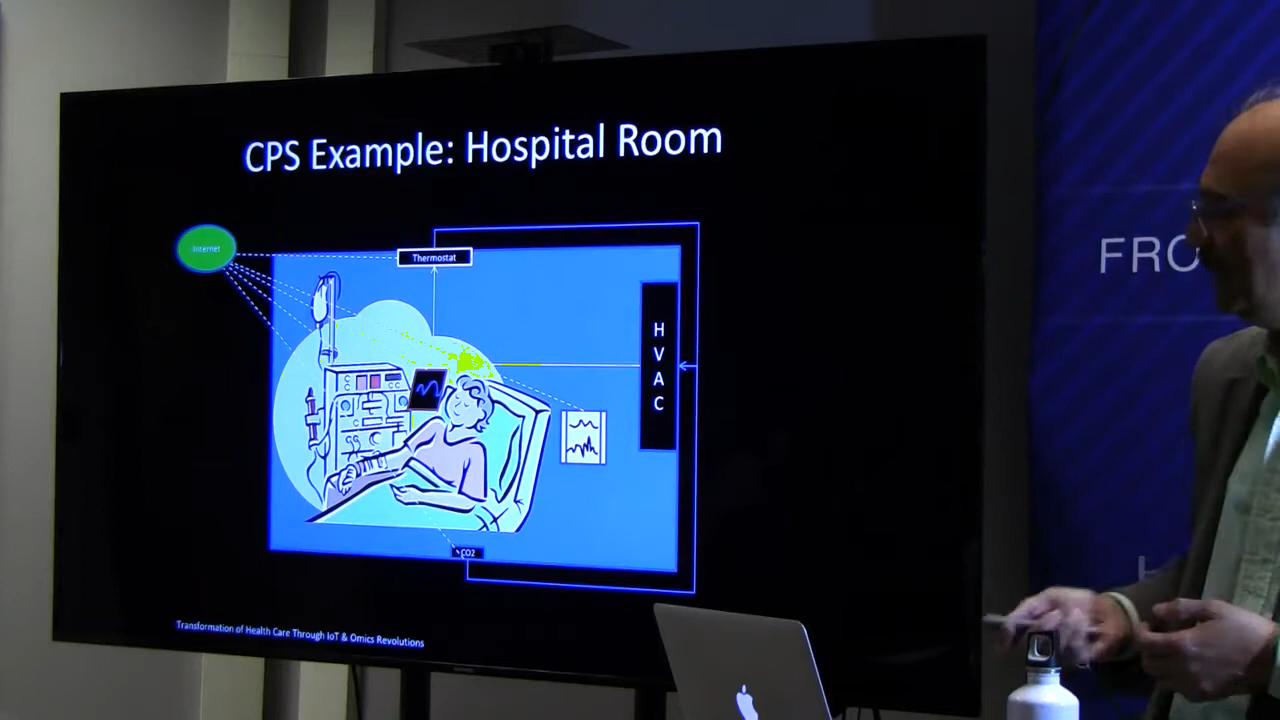 CPS Example: Hospital Room
Internet
Thermostat
H
V
A
C
CO2
Transformation of Health Care Through IoT & Omics Revolutions
FRO
H